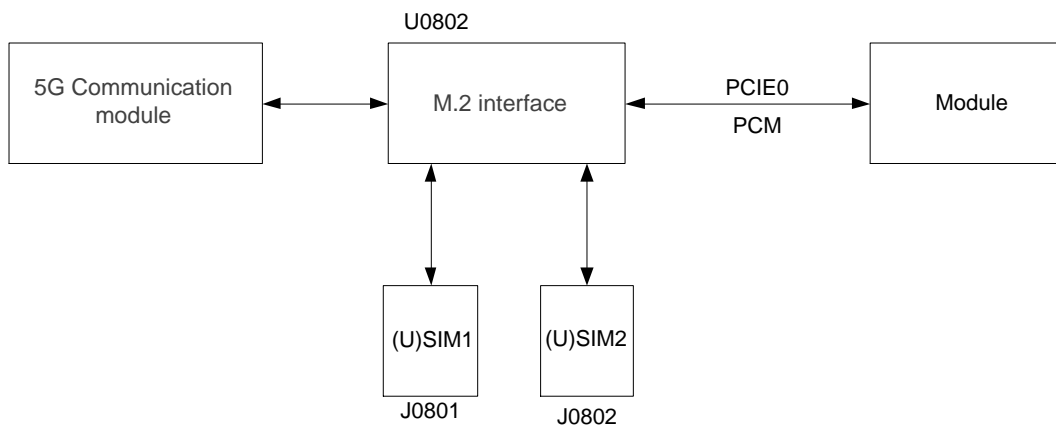 U0802
5G Communication
module
M.2 interface
PCIE0
PCM
Module
(U)SIM1
(U)SIM2
J0801
J0802